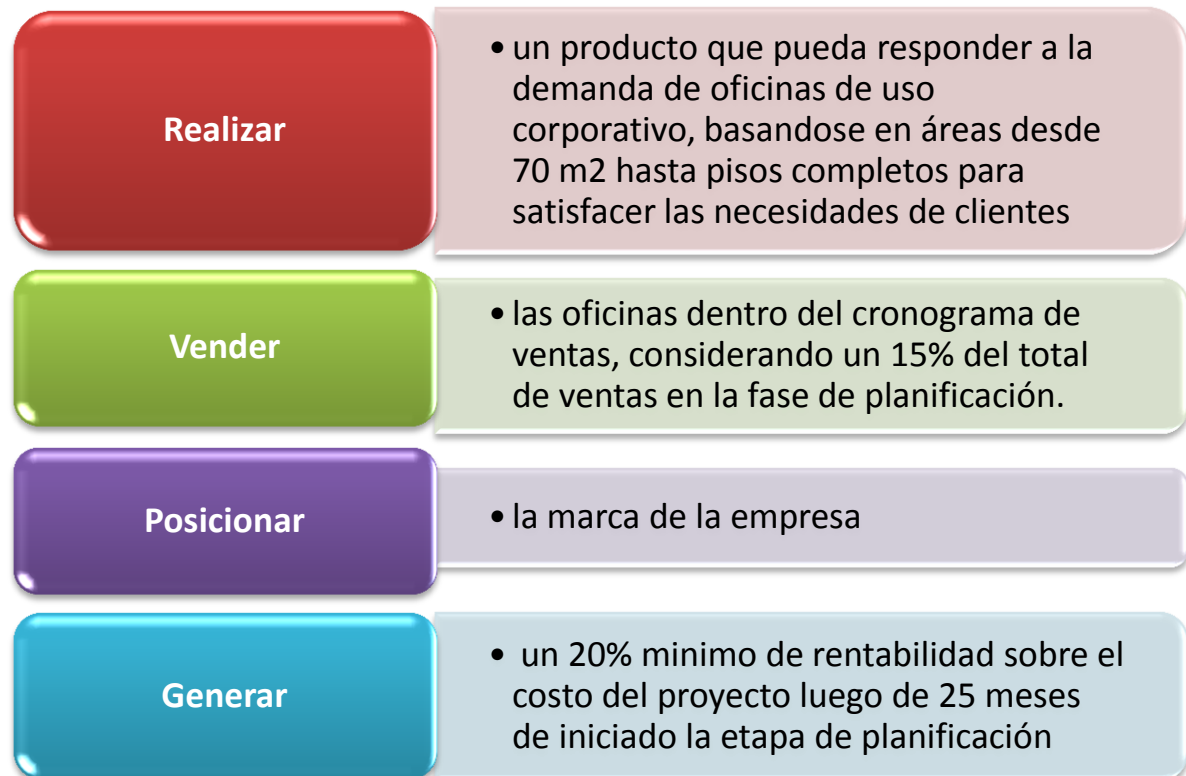 Realizar
• un producto que pueda responder a la
demanda de oficinas de uso
corporativo, basandose en áreas desde
70 m2 hasta pisos completos para
satisfacer las necesidades de clientes
Vender
• las oficinas dentro del cronograma de
ventas, considerando un 15% del total
de ventas en la fase de planificación.
Posicionar
• la marca de la empresa
Generar
• un 20% minimo de rentabilidad sobre el
costo del proyecto luego de 25 meses
de iniciado la etapa de planificación